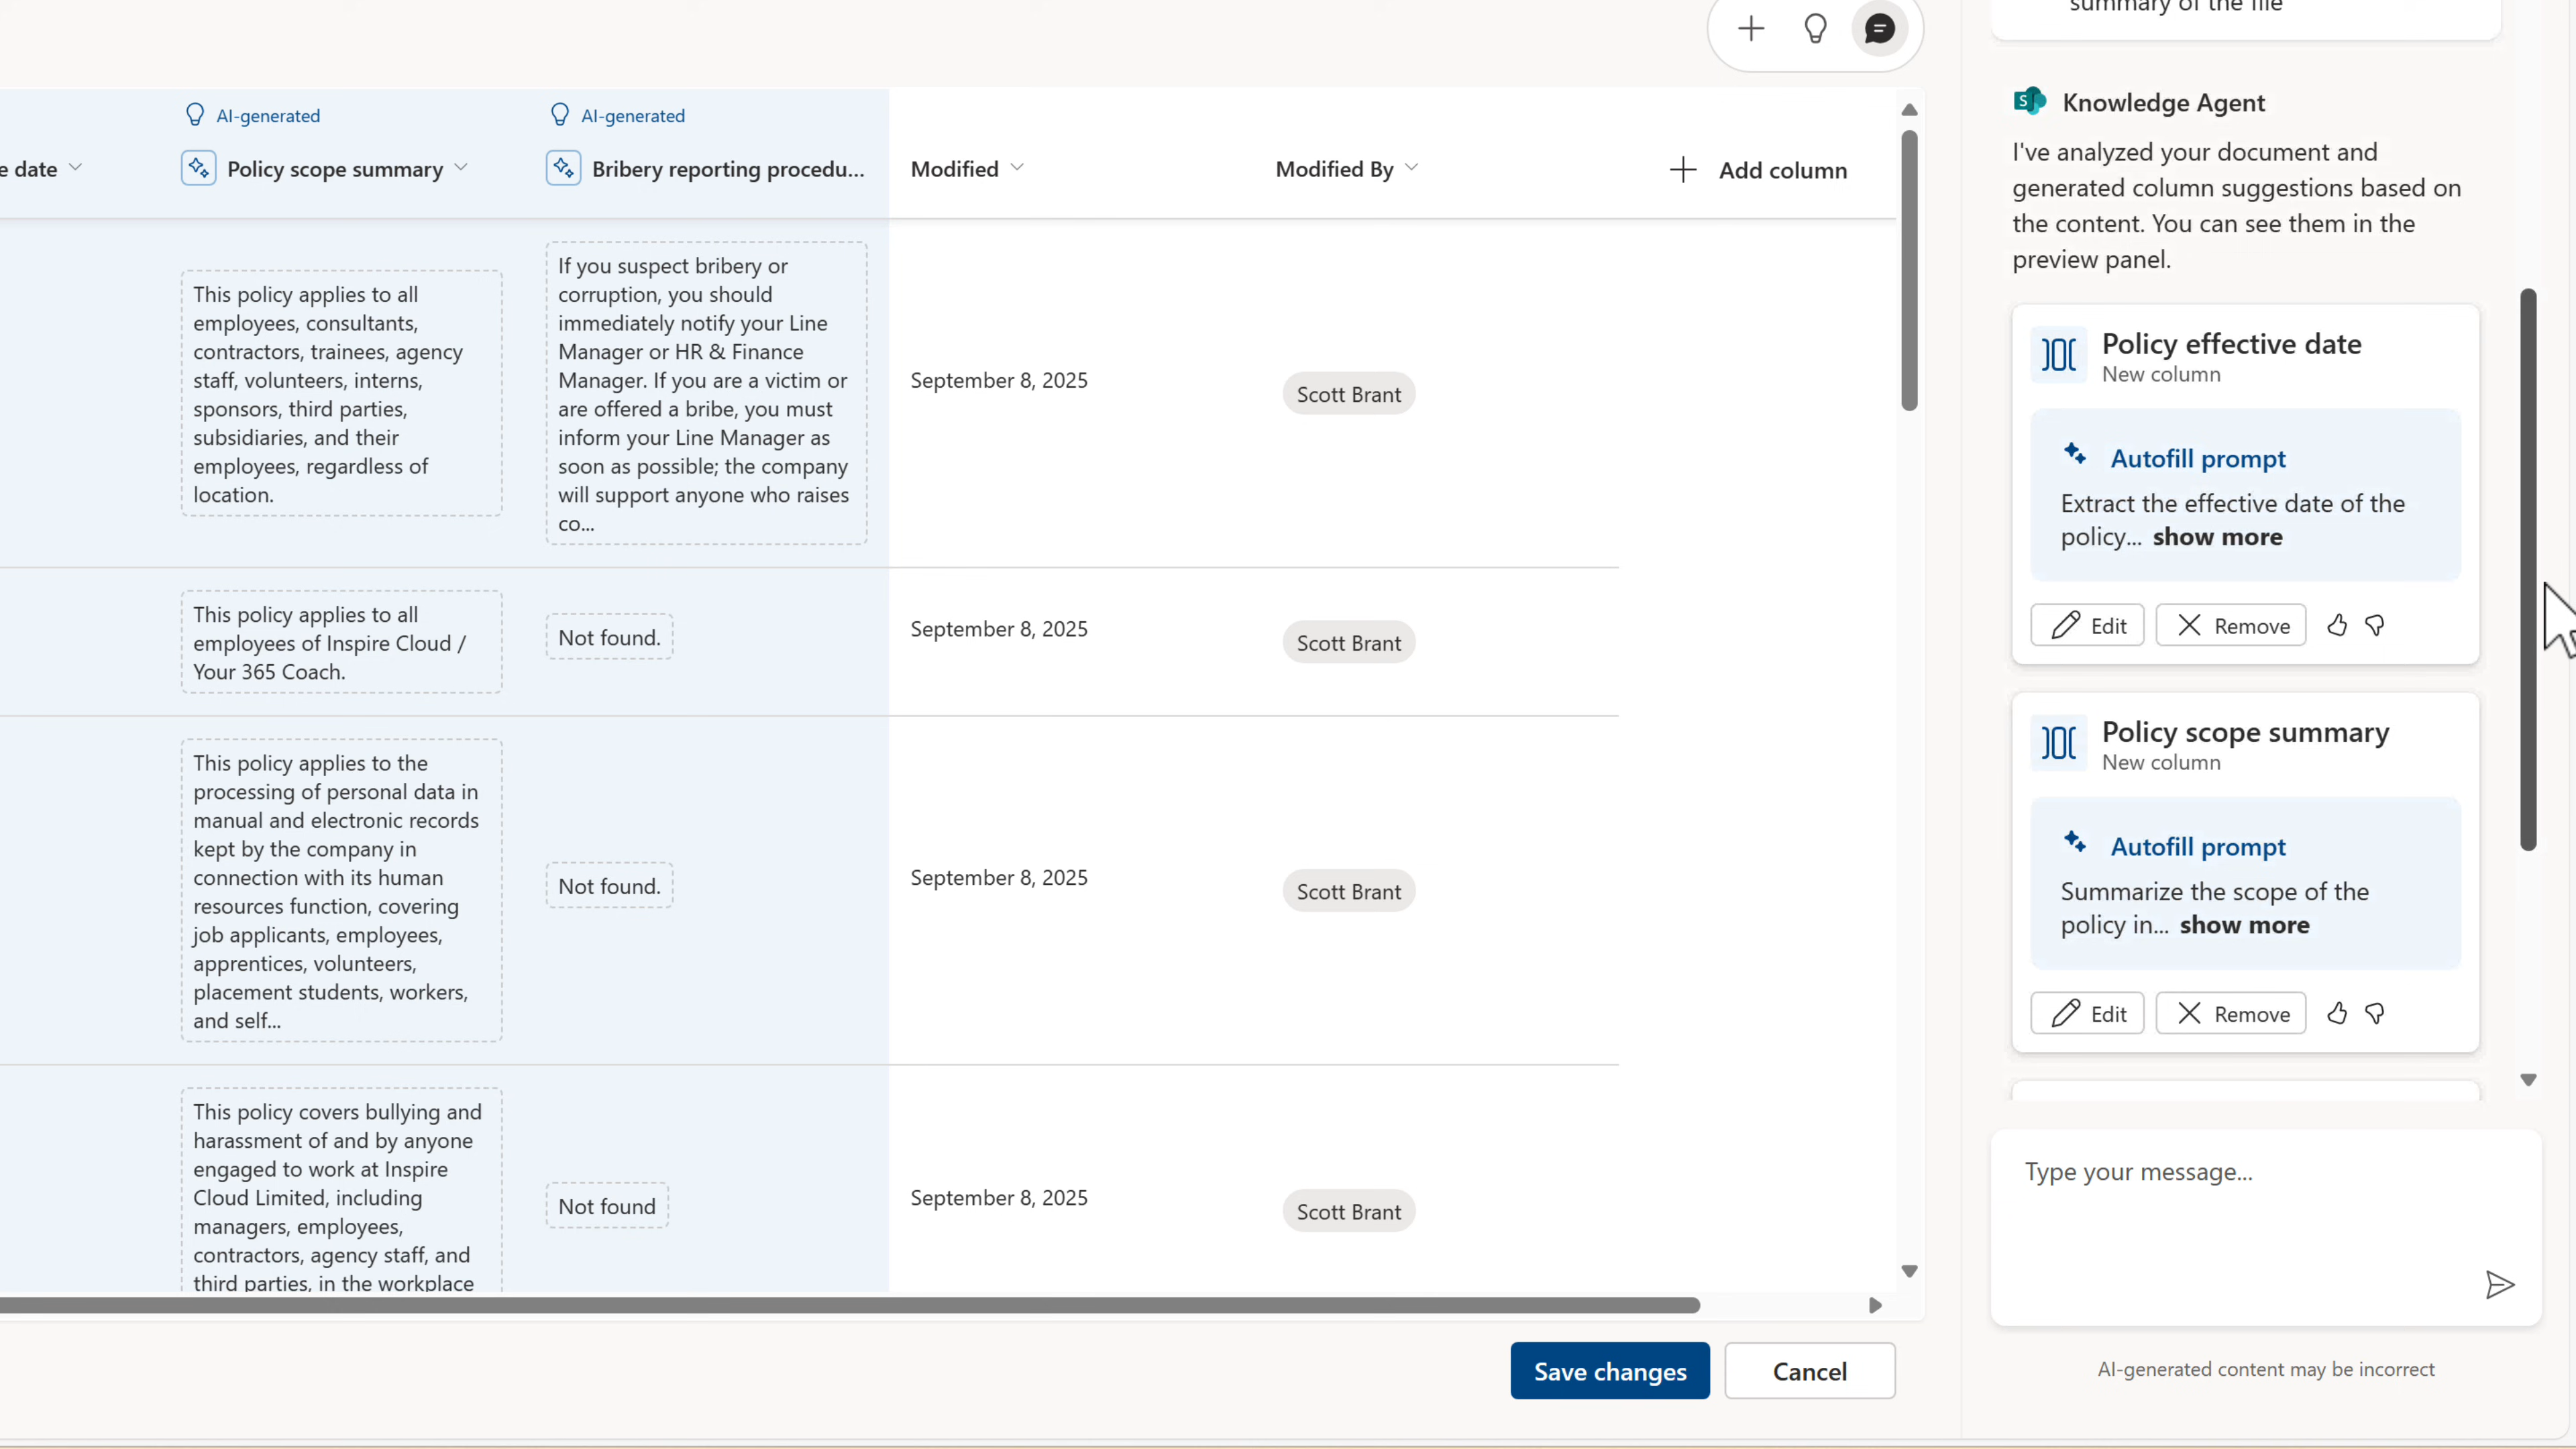 AI-generated
AI-generated
e date
Policy scope summary
Bribery reporting procedu...
Modified
Modified By
Add column
This policy applies to all
employees, consultants,
contractors, trainees, agency
staff, volunteers, interns,
sponsors, third parties,
subsidiaries, and their
employees, regardless of
location.
If you suspect bribery or
corruption, you should
immediately notify your Line
Manager or HR & Finance
Manager. If you are a victim or
are offered a bribe, you must
inform your Line Manager as
soon as possible; the company
will support anyone who raises
co...
September 8, 2025
Scott Brant
This policy applies to all
employees of Inspire Cloud /
Your 365 Coach.
Not found.
September 8, 2025
Scott Brant
This policy applies to the
processing of personal data in
manual and electronic records
kept by the company in
connection with its human
resources function, covering
job applicants, employees,
apprentices, volunteers,
placement students, workers,
and self...
Not found.
September 8, 2025
Scott Brant
This policy covers bullying and
harassment of and by anyone
engaged to work at Inspire
Cloud Limited, including
managers, employees,
contractors, agency staff, and
third parties, in the workplace
Not found
September 8, 2025
Scott Brant
Save changes
Cancel
summary of the file
Knowledge Agent
I've analyzed your document and
generated column suggestions based on
the content. You can see them in the
preview panel.
Policy effective date
New column
Autofill prompt
Extract the effective date of the
policy... show more
Edit
Remove
Policy scope summary
New column
Autofill prompt
Summarize the scope of the
policy in... show more
Edit
Remove
Type your message...
AI-generated content may be incorrect